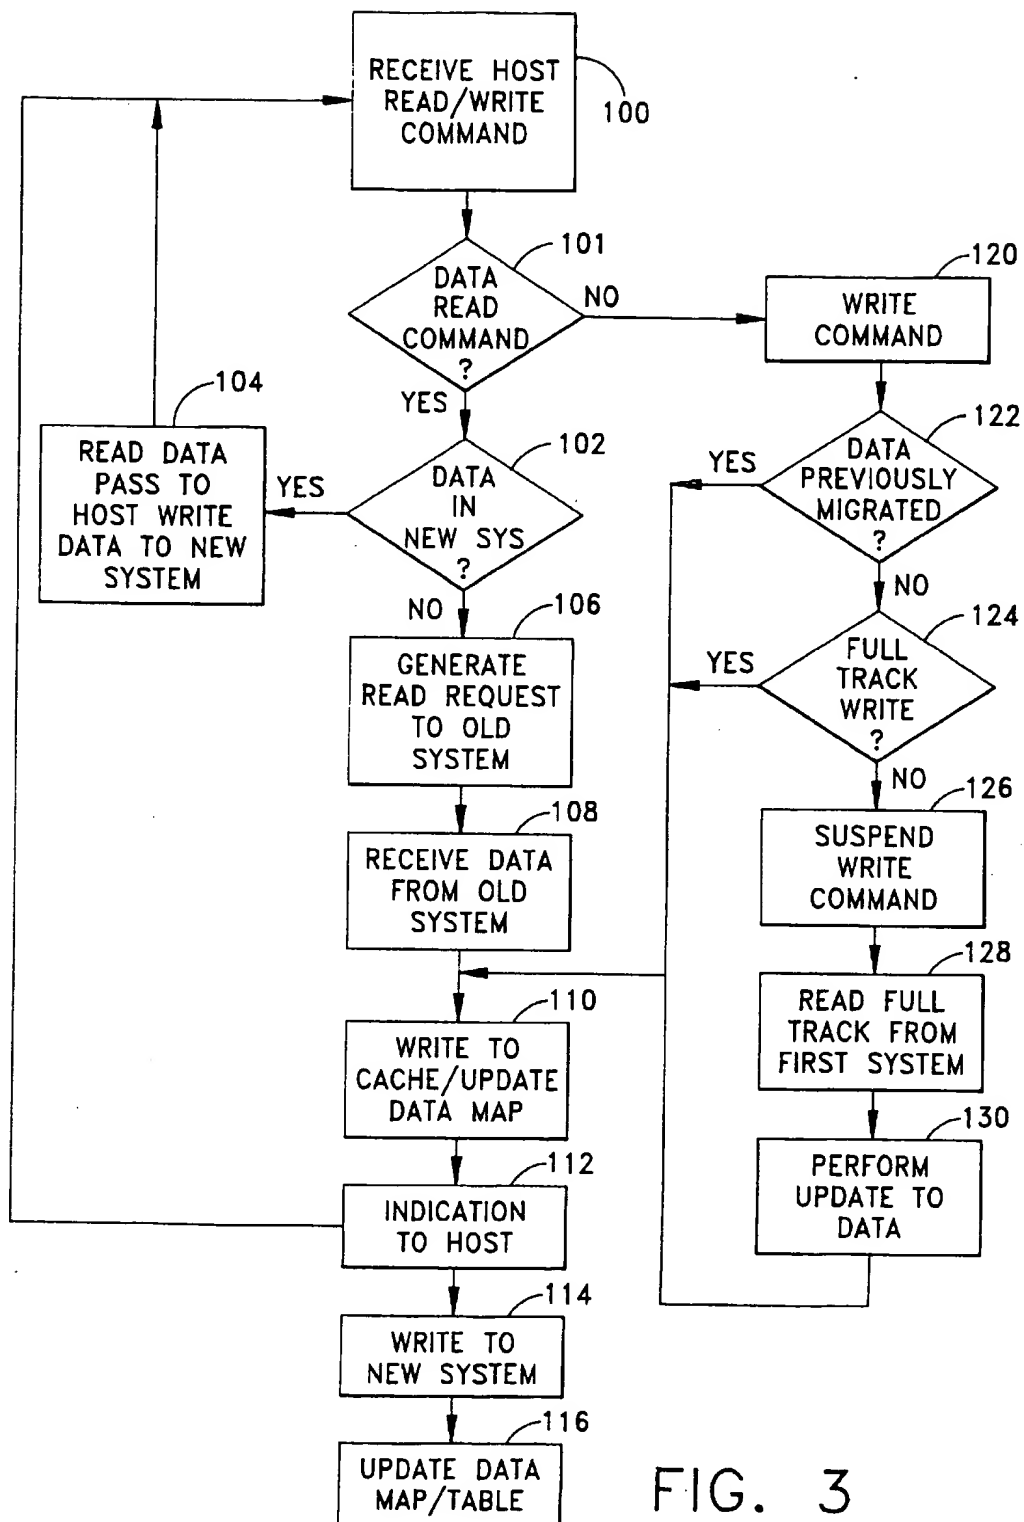 RECEIVE HOST
READ/WRITE
COMMAND
100
DATA
READ
COMMAND
?
101
NO
YES
WRITE
COMMAND
120
READ DATA
PASS TO
HOST WRITE
DATA TO NEW
SYSTEM
104
YES
DATA
IN
NEW SYS
?
102
NO
DATA
PREVIOUSLY
MIGRATED
?
122
YES
NO
GENERATE
READ REQUEST
TO OLD
SYSTEM
106
FULL
TRACK
WRITE
?
124
YES
NO
RECEIVE DATA
FROM OLD
SYSTEM
108
SUSPEND
WRITE
COMMAND
126
WRITE TO
CACHE/UPDATE
DATA MAP
110
READ FULL
TRACK FROM
FIRST SYSTEM
128
INDICATION
TO HOST
112
PERFORM
UPDATE TO
DATA
130
WRITE TO
NEW SYSTEM
114
UPDATE DATA
MAP/TABLE
116
FIG. 3